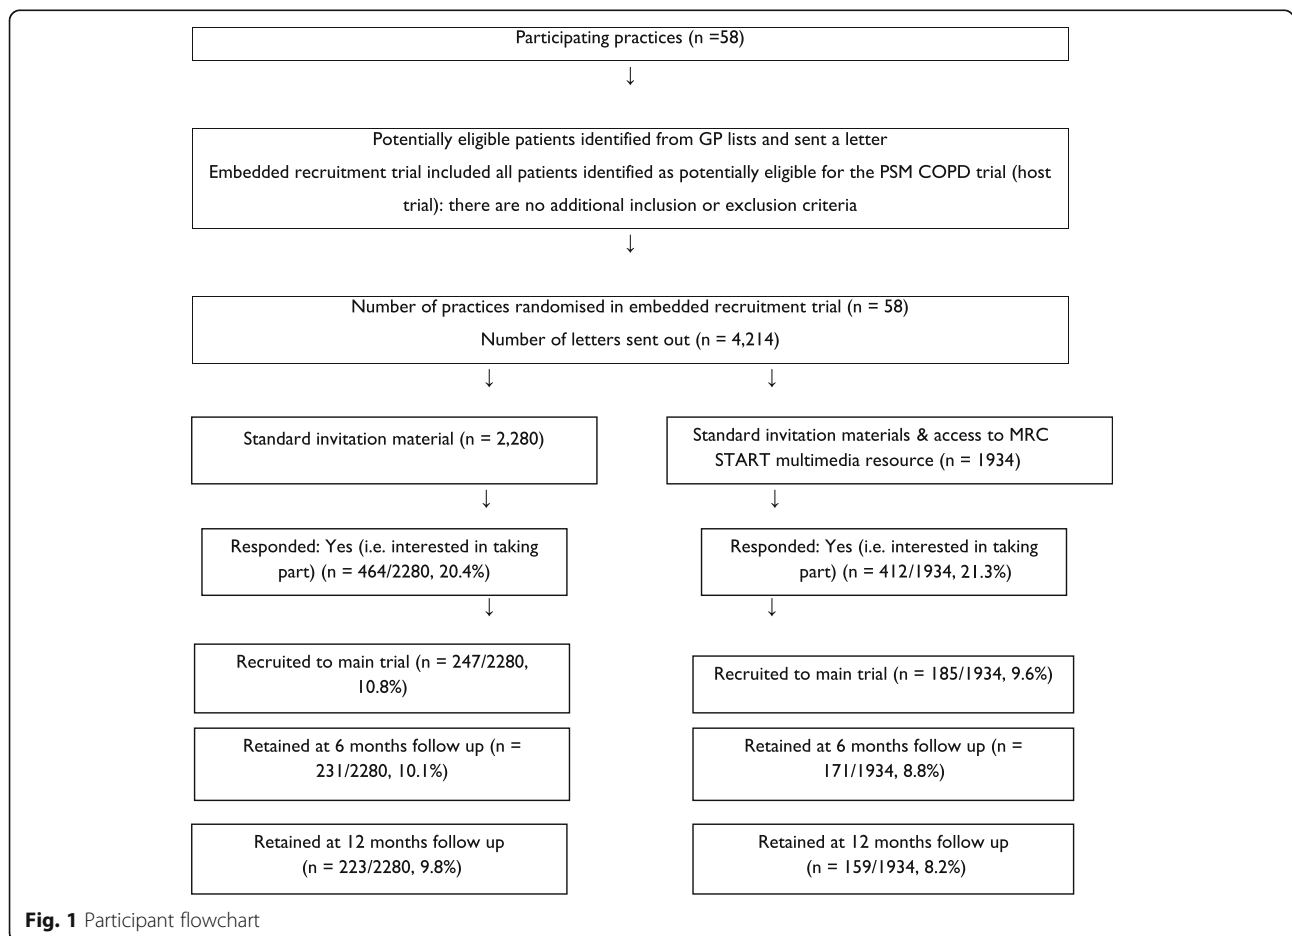 Participating practices (n =58)
↓
Potentially eligible patients identified from GP lists and sent a letter
Embedded recruitment trial included all patients identified as potentially eligible for the PSM COPD trial (host
trial): there are no additional inclusion or exclusion criteria
↓
Number of practices randomised in embedded recruitment trial (n = 58)
Number of letters sent out (n = 4,214)
↓ ↓
Standard invitation material (n = 2,280)
Standard invitation materials & access to MRC
START multimedia resource (n = 1934)
↓ ↓
Responded: Yes (i.e. interested in taking
part) (n = 464/2280, 20.4%)
Responded: Yes (i.e. interested in taking
part) (n = 412/1934, 21.3%)
↓ ↓
Recruited to main trial (n = 247/2280,
10.8%)
Recruited to main trial (n = 185/1934, 9.6%)
Retained at 6 months follow up (n =
231/2280, 10.1%)
Retained at 6 months follow up (n =
171/1934, 8.8%)
Retained at 12 months follow up
(n = 223/2280, 9.8%)
Retained at 12 months follow up
(n = 159/1934, 8.2%)
Fig. 1 Participant flowchart